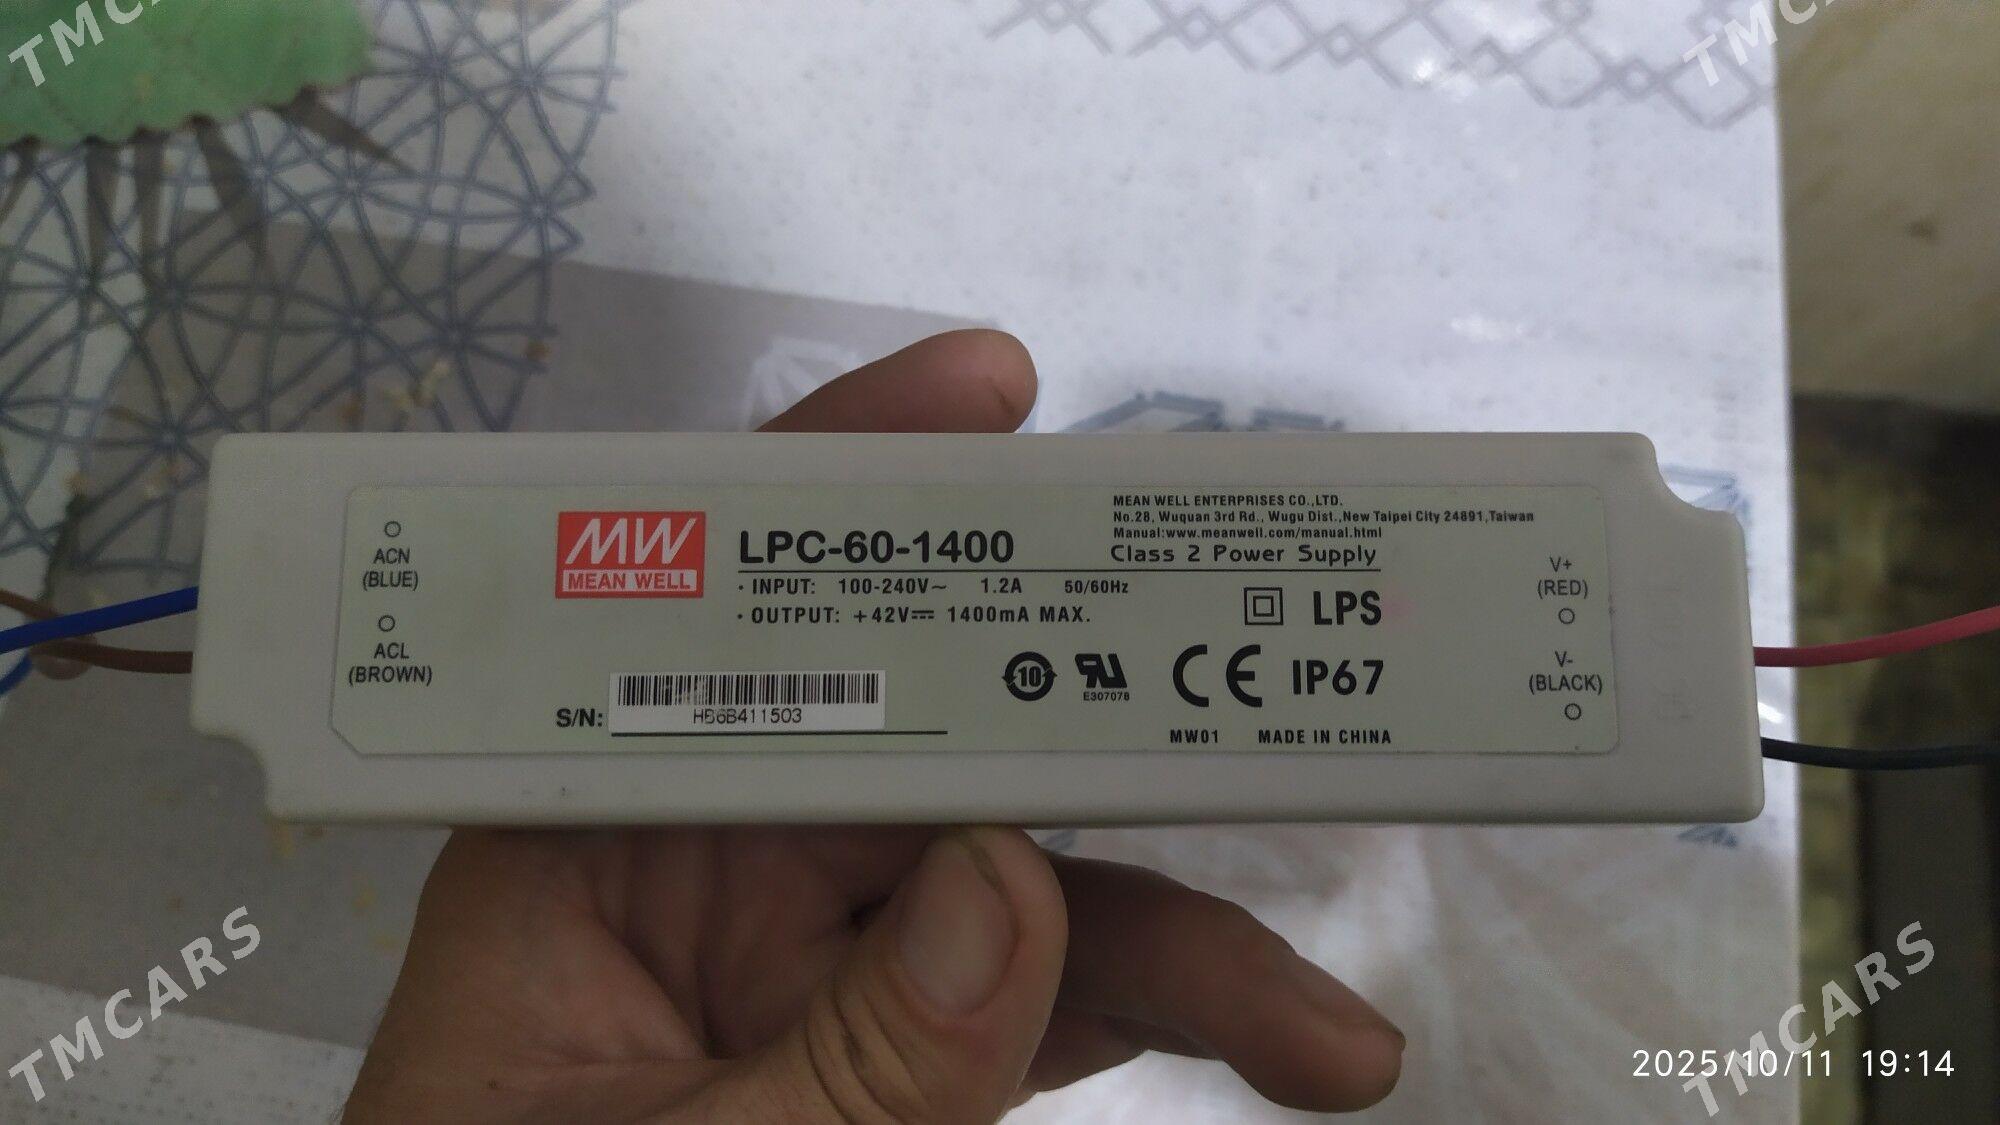 TMCARS
TMCARS
MEAN WELL ENTERPRISES CO.,LTD.
No.28, Wuquan 3rd Rd., Wugu Dist.,New Taipei City 24891,Taiwan
Manual:www.meanwell.com/manual.html
MW
MEAN WELL
LPC-60-1400
Class 2 Power Supply
· INPUT: 100-240V~ 1.2A 50/60Hz
· OUTPUT: +42V⎓ 1400mA MAX.
LPS
ACN
(BLUE)
ACL
(BROWN)
V+
(RED)
V-
(BLACK)
10
E307078
CE IP67
S/N:
HB6B411503
MW01 MADE IN CHINA
TMCARS
TMCARS
2025/10/11 19:14